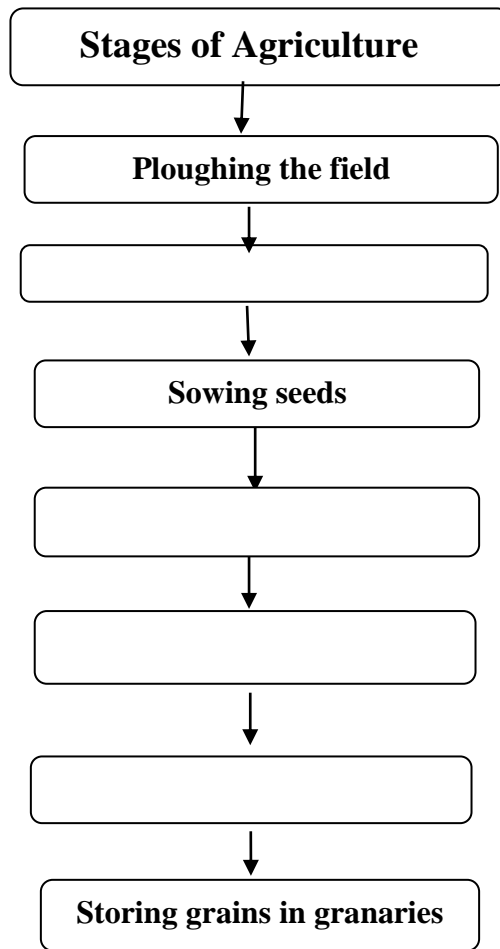 Stages of Agriculture
Ploughing the field
Sowing seeds
Storing grains in granaries